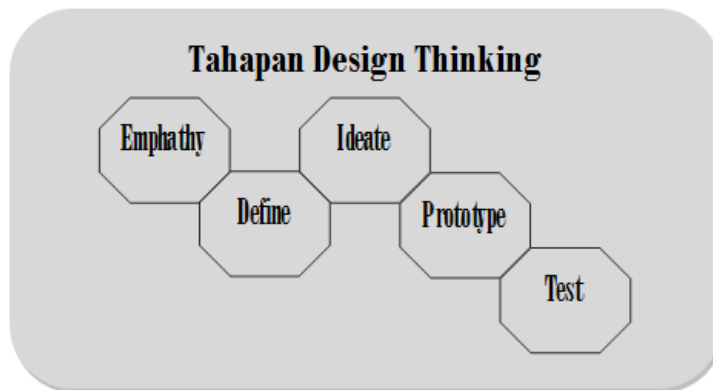 Tahapan Design Thinking
Emphathy
Define
Ideate
Prototype
Test